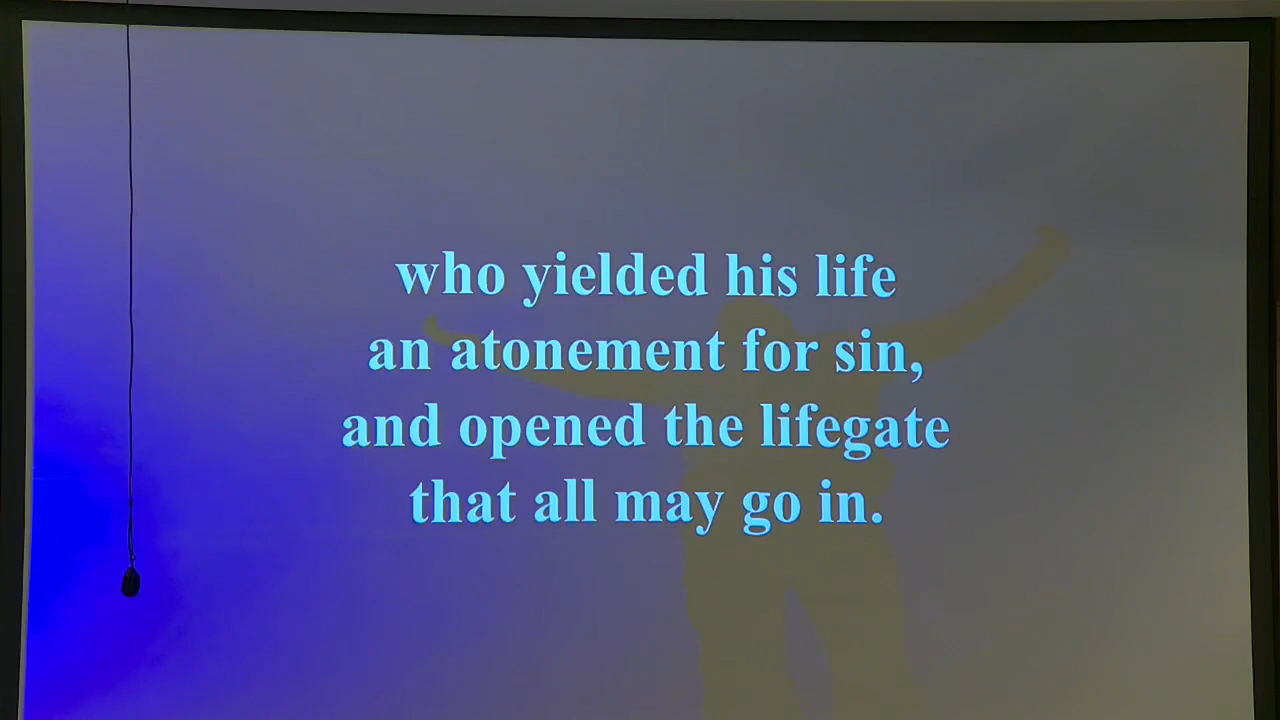 who yielded his life
an atonement for sin,
and opened the lifegate
that all may go in.